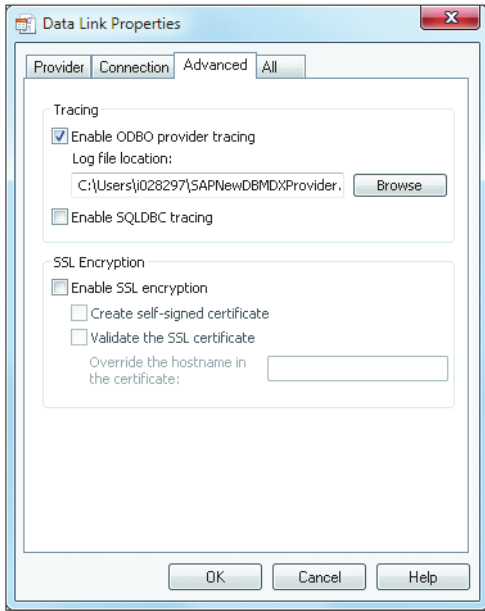 Data Link Properties
Provider Connection Advanced All
Tracing
Enable ODBO provider tracing
Log file location:
C:\Users\i028297\SAPNewDBMDXProvider. Browse
Enable SQLDBC tracing
SSL Encryption
Enable SSL encryption
Create self-signed certificate
Validate the SSL certificate
Override the hostname in
the certificate:
OK Cancel Help